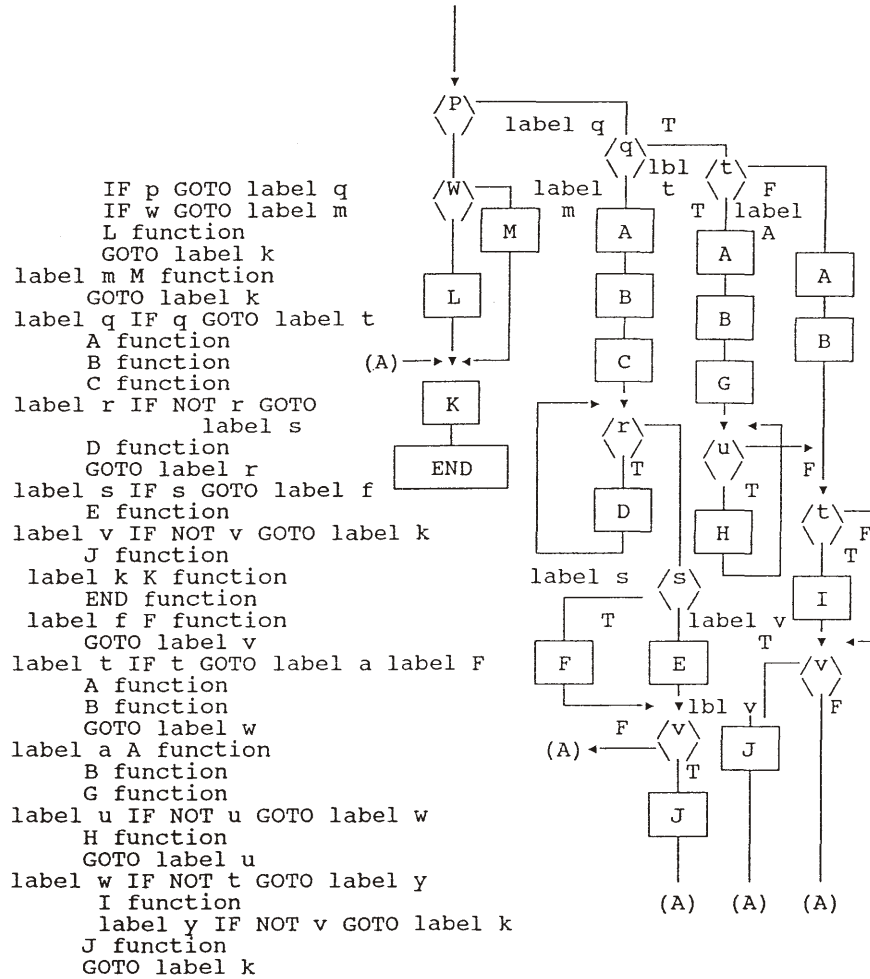 IF p GOTO label q
IF w GOTO label m
L function
GOTO label k
label m M function
GOTO label k
label q IF q GOTO label t
A function
B function
C function
label r IF NOT r GOTO
label s
D function
GOTO label r
label s IF s GOTO label f
E function
label v IF NOT v GOTO label k
J function
label k K function
END function
label f F function
GOTO label v
label t IF t GOTO label a label F
A function
B function
GOTO label w
label a A function
B function
G function
label u IF NOT u GOTO label w
H function
GOTO label u
label w IF NOT t GOTO label y
I function
label y IF NOT v GOTO label k
J function
GOTO label k
P
label q
T
q
lbl
t
t
F
W
label
m
T
label
A
M
A
A
A
L
B
B
B
(A)
C
G
K
r
u
F
END
T
T
D
H
t
F
T
label s
s
I
T
label v
T
F
E
v
lbl v
F
F
v
J
(A)
T
J
(A)
(A)
(A)